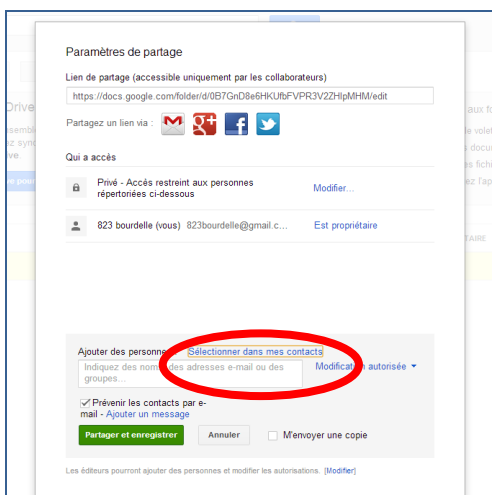 Paramètres de partage
Lien de partage (accessible uniquement par les collaborateurs)
https://docs.google.com/folder/d/0B7GnD8e6HKUfbFVPR3V2ZHlpMHM/edit
Partagez un lien via :
Qui a accès
Privé - Accès restreint aux personnes
répertoriées ci-dessous
Modifier...
823 bourdelle (vous) 823bourdelle@gmail.c... Est propriétaire
Ajouter des personnes Sélectionner dans mes contacts
Indiquez des noms, des adresses e-mail ou des
groupes...
Modification autorisée
Prévenir les contacts par e-
mail - Ajouter un message
Partager et enregistrer Annuler M'envoyer une copie
Les éditeurs pourront ajouter des personnes et modifier les autorisations. [Modifier]